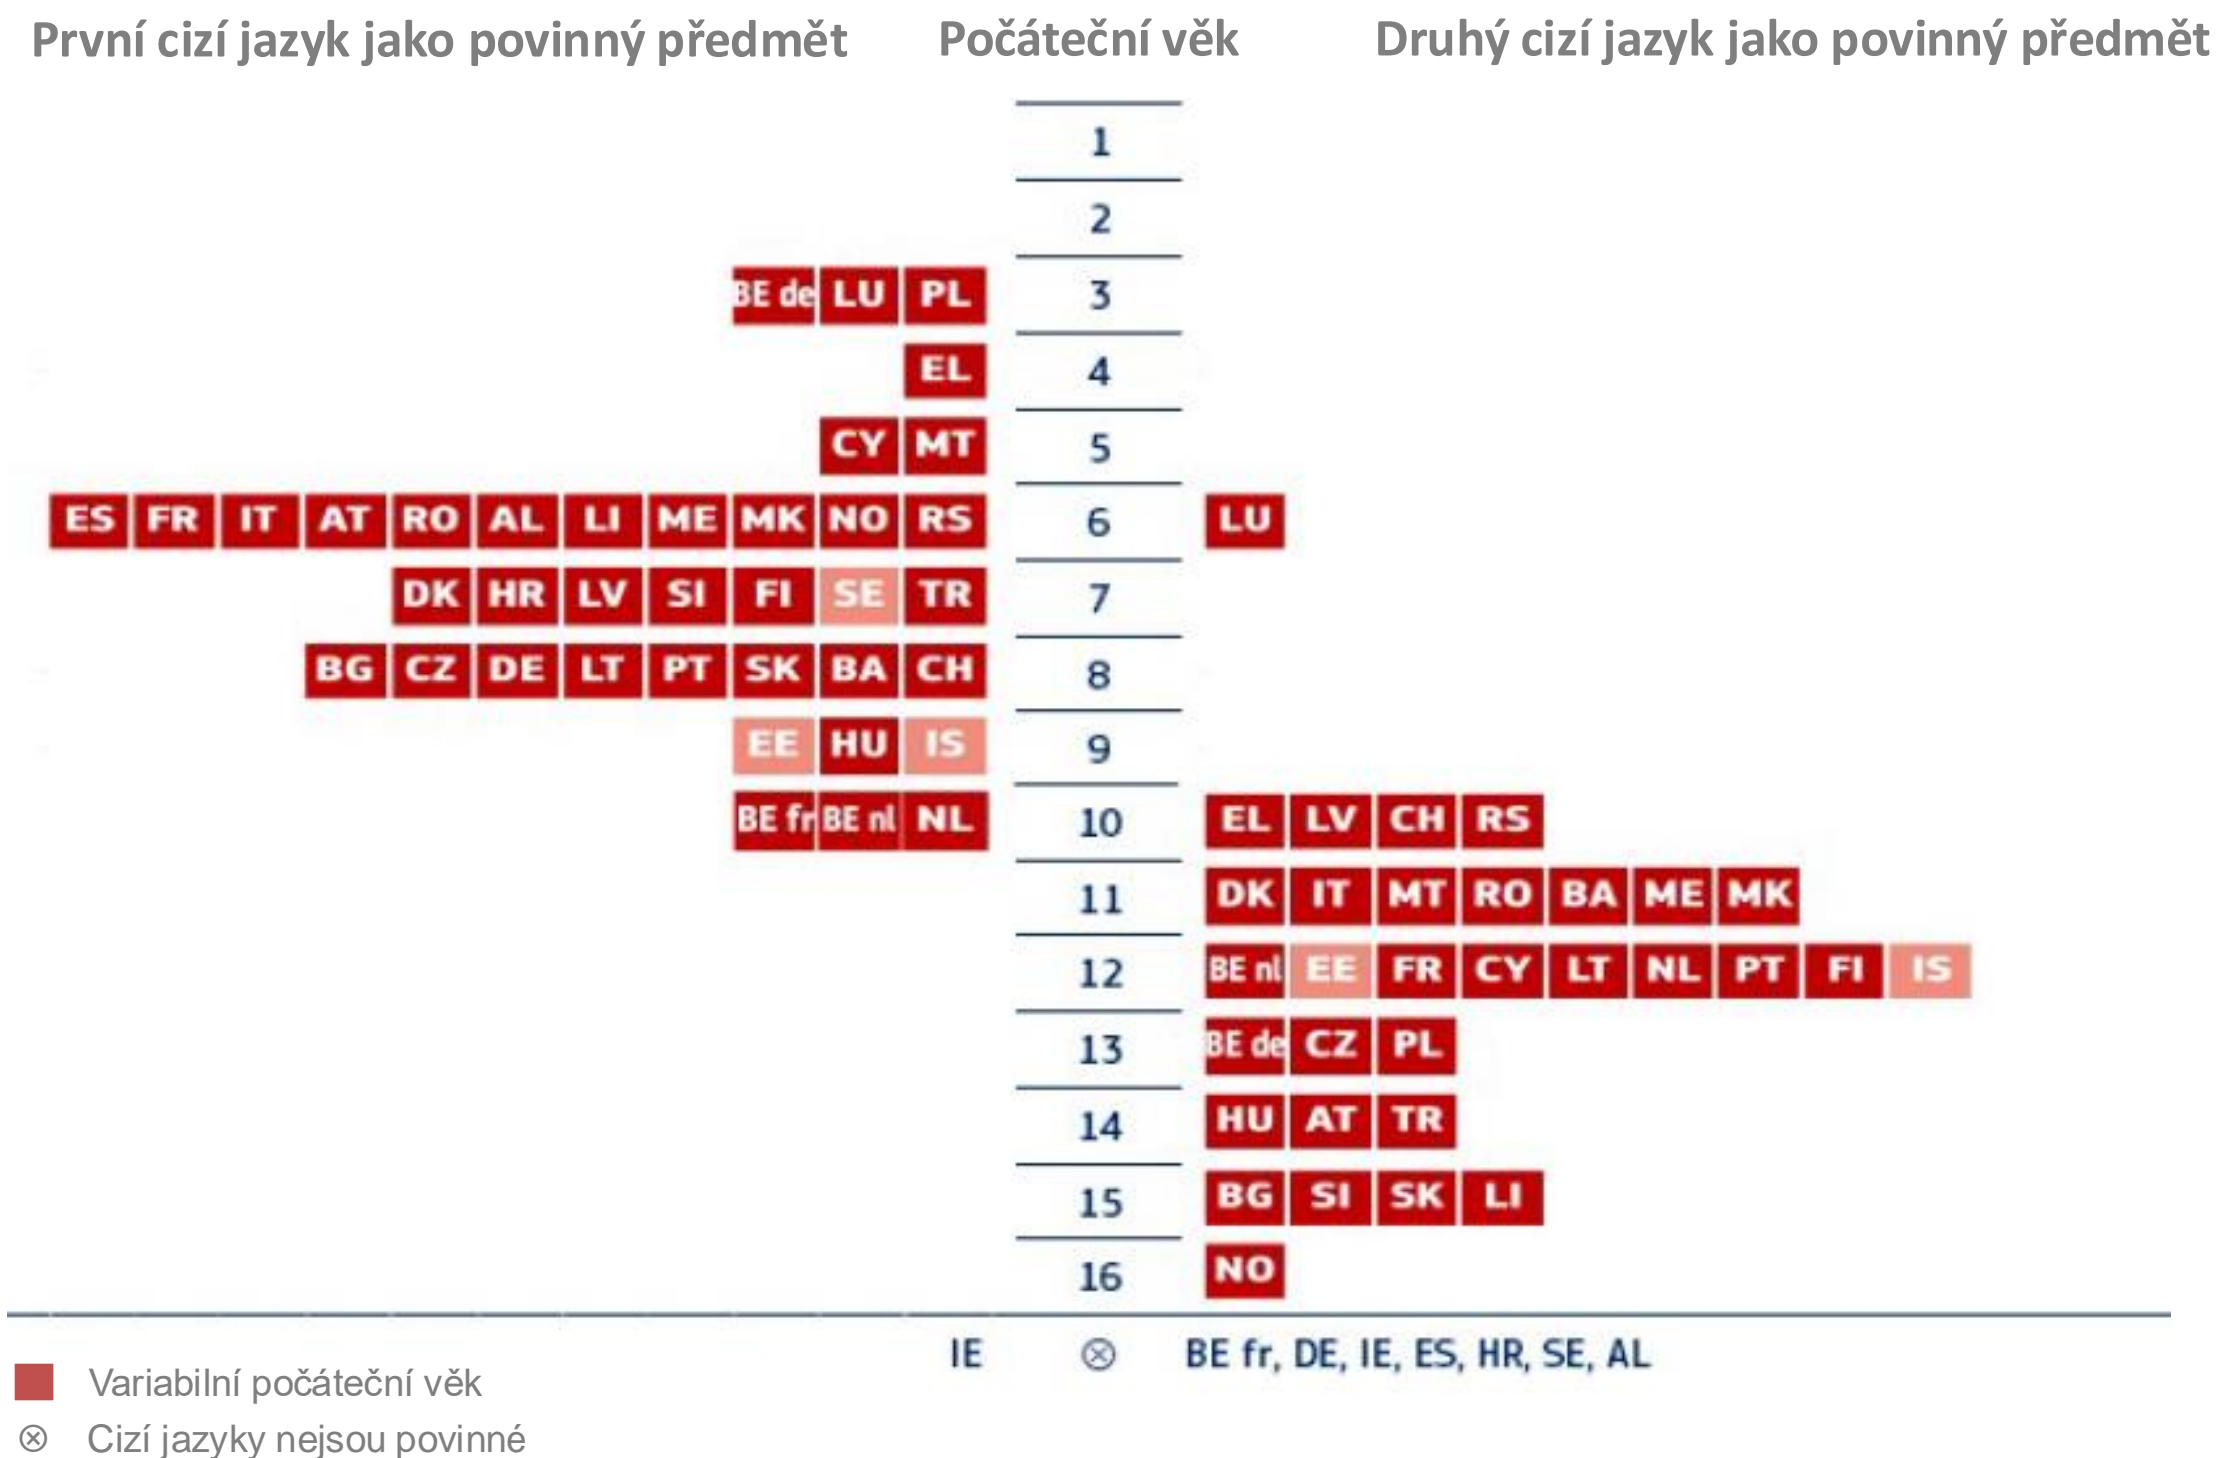 První cizí jazyk jako povinný předmět Počáteční věk Druhý cizí jazyk jako povinný předmět
1
2
BE de LU PL 3
EL 4
CY MT 5
ES FR IT AT RO AL LI ME MK NO RS 6 LU
DK HR LV SI FI SE TR 7
BG CZ DE LT PT SK BA CH 8
EE HU IS 9
BE fr BE nl NL 10 EL LV CH RS
11 DK IT MT RO BA ME MK
12 BE nl EE FR CY LT NL PT FI IS
13 BE de CZ PL
14 HU AT TR
15 BG SI SK LI
16 NO
IE ⊗ BE fr, DE, IE, ES, HR, SE, AL
Variabilní počáteční věk
⊗ Cizí jazyky nejsou povinné